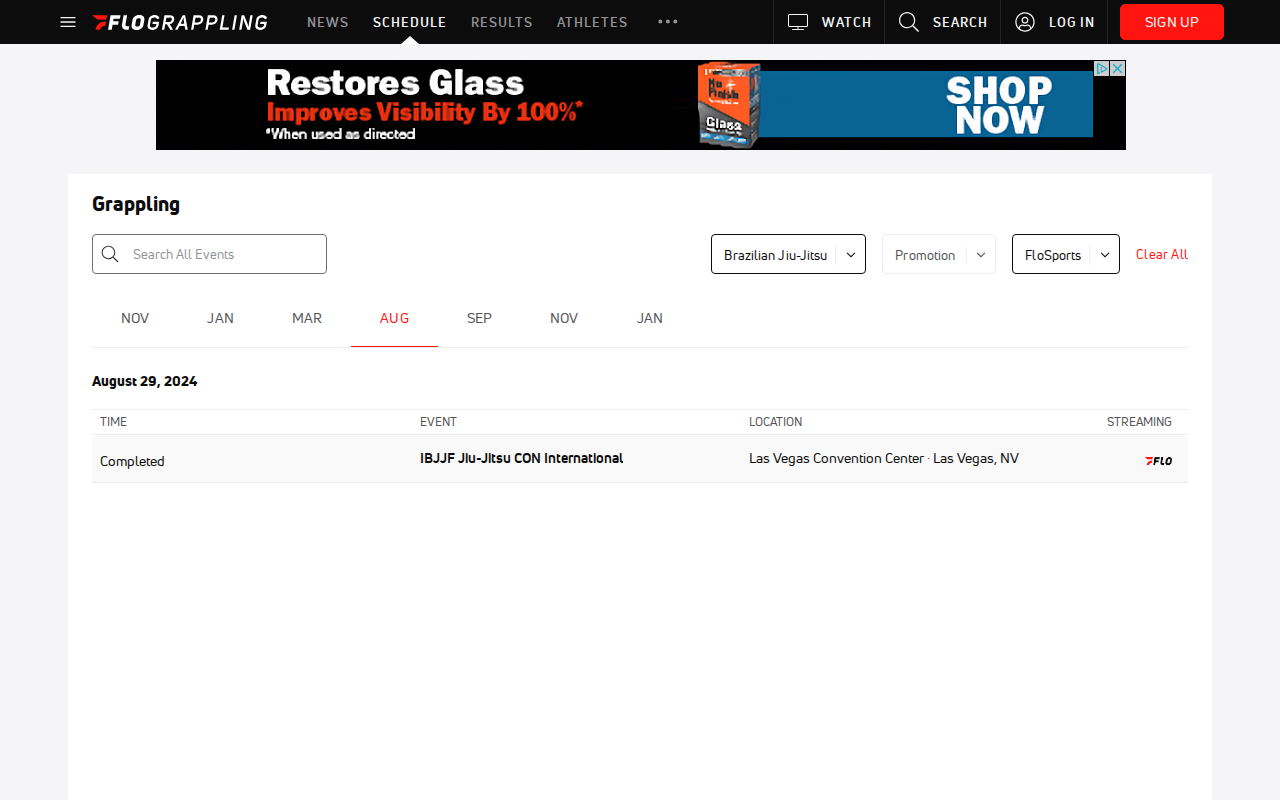 FLOGRAPPLING
NEWS
SCHEDULE
RESULTS
ATHLETES
WATCH
SEARCH
LOG IN
SIGN UP
Restores Glass
Improves Visibility By 100%*
*When used as directed
Glass
SHOP
NOW
Grappling
Search All Events
Brazilian Jiu-Jitsu
Promotion
FloSports
Clear All
NOV
JAN
MAR
AUG
SEP
NOV
JAN
August 29, 2024
TIME
EVENT
LOCATION
STREAMING
Completed
IBJJF Jiu-Jitsu CON International
Las Vegas Convention Center · Las Vegas, NV
FLO